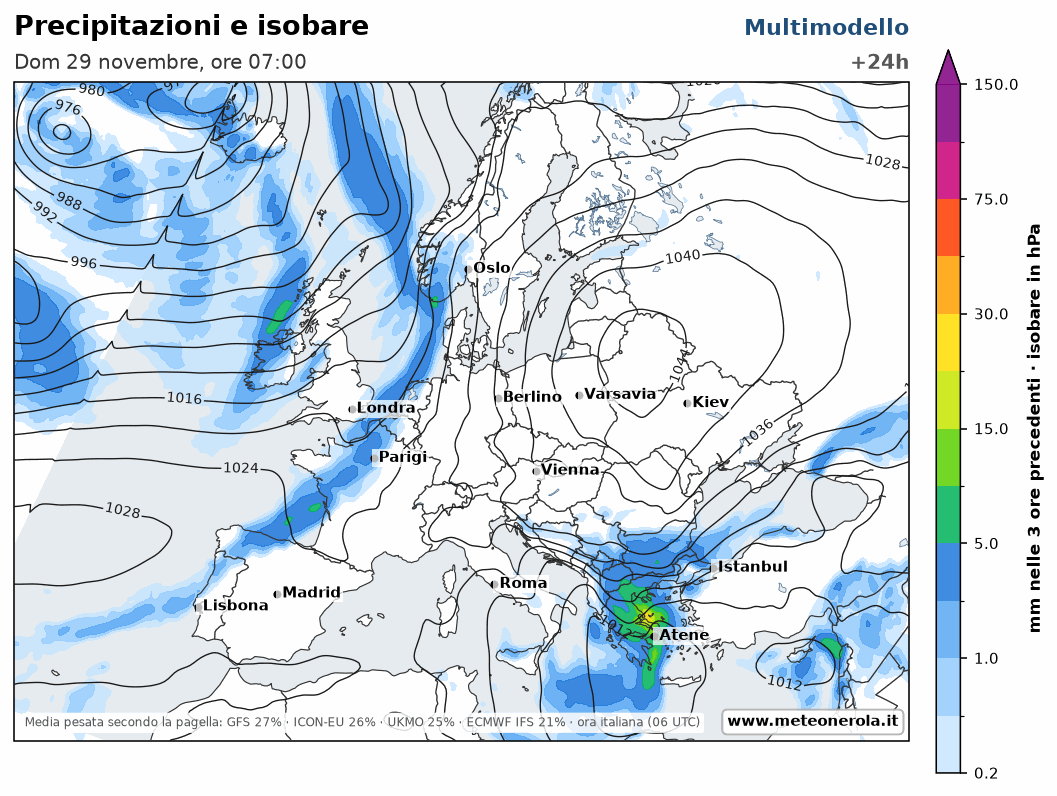 Precipitazioni e isobare
Multimodello
Dom 29 novembre, ore 07:00
+24h
980
976
988
992
996
1028
1040
1044
1016
1036
1024
1028
1012
1012
Oslo
Londra
Berlino
Varsavia
Kiev
Parigi
Vienna
Istanbul
Roma
Madrid
Lisbona
Atene
Media pesata secondo la pagella: GFS 27% · ICON-EU 26% · UKMO 25% · ECMWF IFS 21% · ora italiana (06 UTC)
www.meteonerola.it
150.0
75.0
30.0
15.0
5.0
1.0
0.2
mm nelle 3 ore precedenti · isobare in hPa